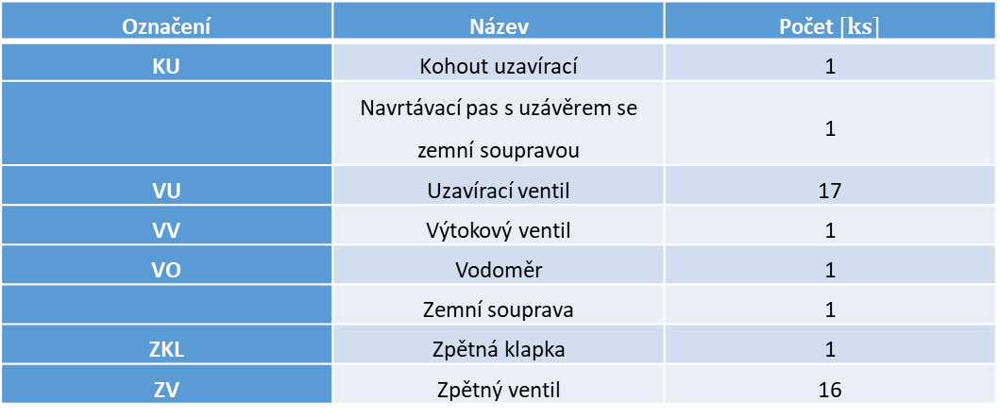 Označení Název Počet [ks]
KU Kohout uzavírací 1
Navrtávací pas s uzávěrem se
zemní soupravou 1
VU Uzavírací ventil 17
VV Výtokový ventil 1
VO Vodoměr 1
Zemní souprava 1
ZKL Zpětná klapka 1
ZV Zpětný ventil 16